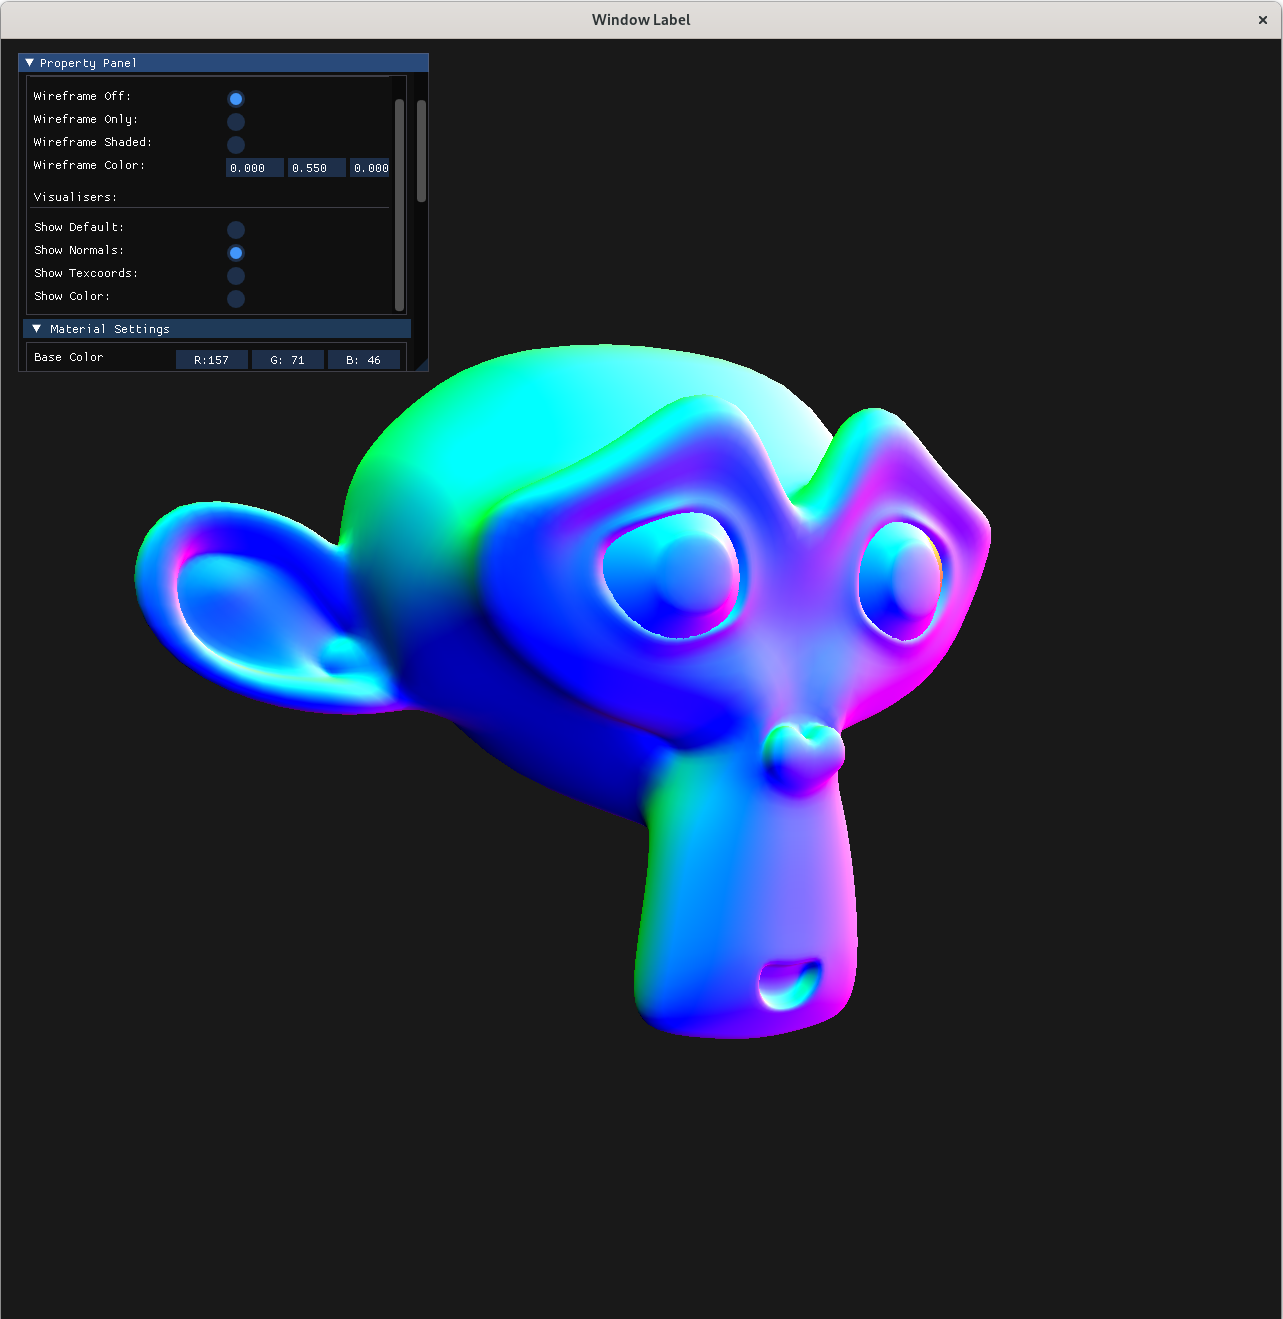 Window Label ×
Property Panel
Wireframe Off:
Wireframe Only:
Wireframe Shaded:
Wireframe Color: 0.000 0.550 0.000
Visualisers:
Show Default:
Show Normals:
Show Texcoords:
Show Color:
Material Settings
Base Color R:157 G: 71 B: 46